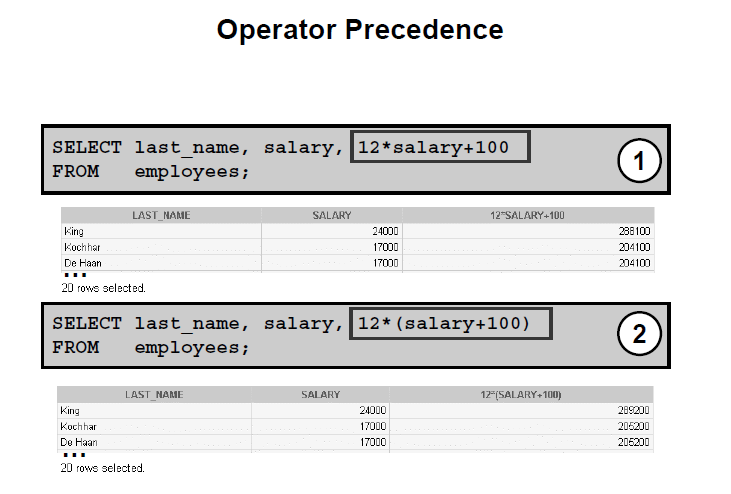 Operator Precedence
SELECT last_name, salary, 12*salary+100
FROM employees;
1
LAST_NAME SALARY 12*SALARY+100
King 24000 288100
Kochhar 17000 204100
De Haan 17000 204100
...
20 rows selected.
SELECT last_name, salary, 12*(salary+100)
FROM employees;
2
LAST_NAME SALARY 12*(SALARY+100)
King 24000 289200
Kochhar 17000 205200
De Haan 17000 205200
...
20 rows selected.